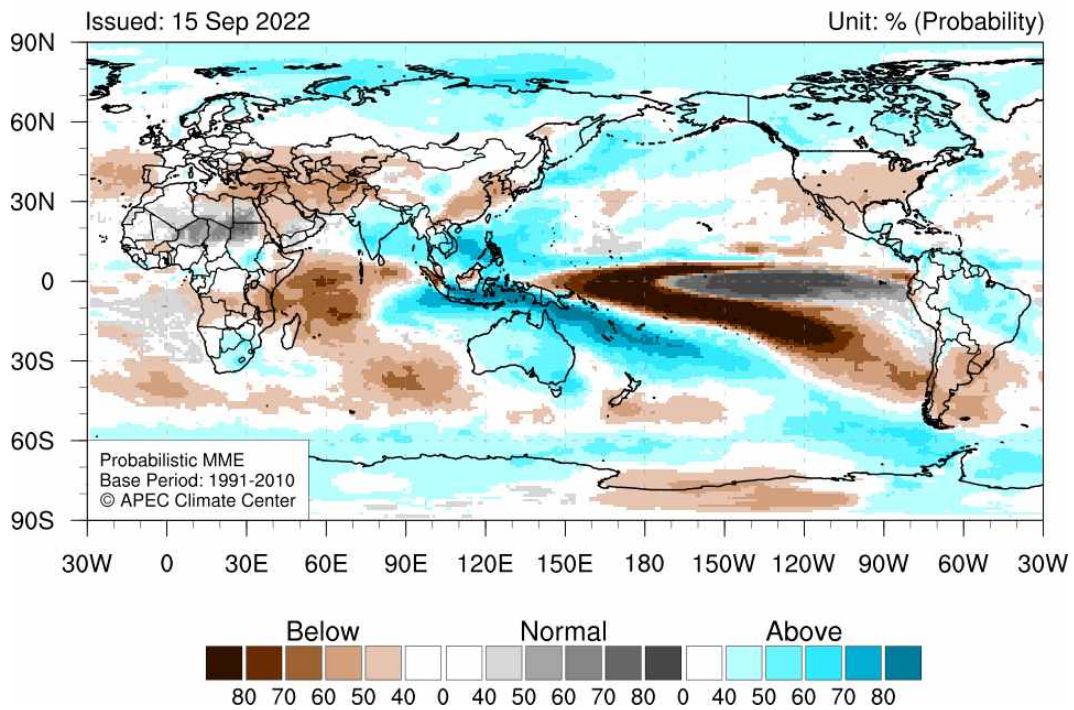 Issued: 15 Sep 2022 Unit: % (Probability)
90N
60N
30N
0
30S
60S
90S
Probabilistic MME
Base Period: 1991-2010
© APEC Climate Center
30W 0 30E 60E 90E 120E 150E 180 150W 120W 90W 60W 30W
Below Normal Above
80 70 60 50 40 0 40 50 60 70 80 0 40 50 60 70 80